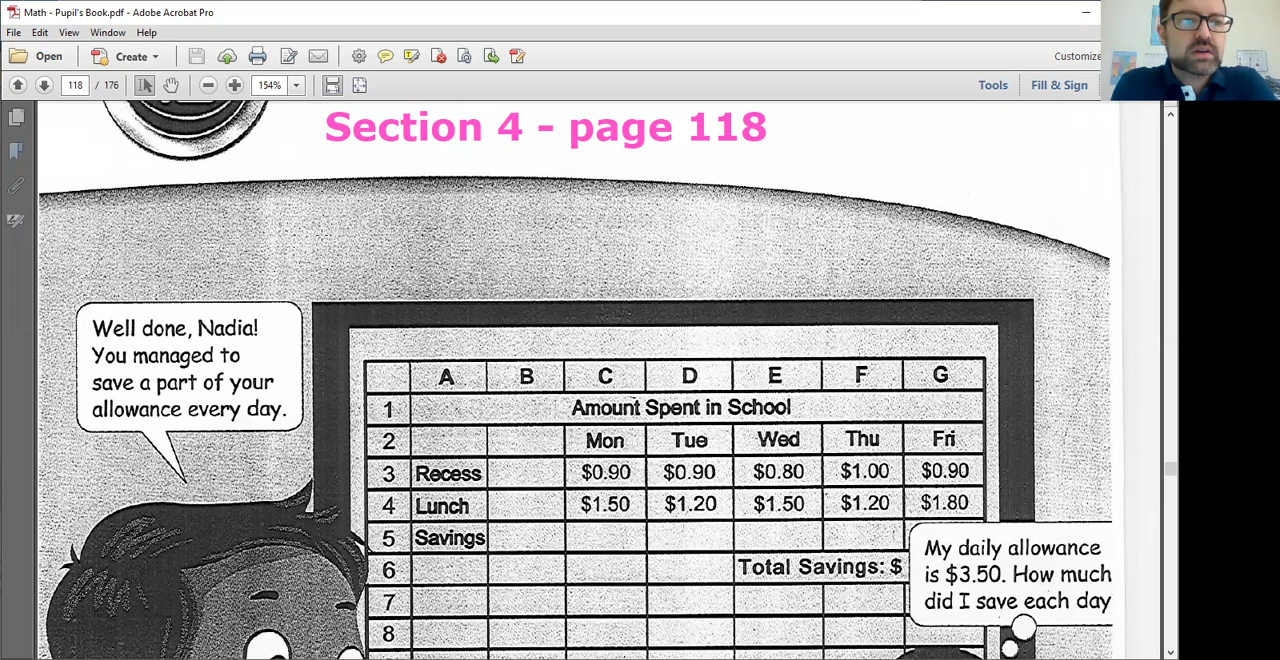 Math - Pupil's Book.pdf - Adobe Acrobat Pro
File Edit View Window Help
Open Create Customize
118 / 176 154% Tools Fill & Sign
Section 4 - page 118
Well done, Nadia!
You managed to
save a part of your
allowance every day.
A B C D E F G
1 Amount Spent in School
2 Mon Tue Wed Thu Fri
3 Recess $0.90 $0.90 $0.80 $1.00 $0.90
4 Lunch $1.50 $1.20 $1.50 $1.20 $1.80
5 Savings
6 Total Savings: $
7
8
My daily allowance
is $3.50. How much
did I save each day